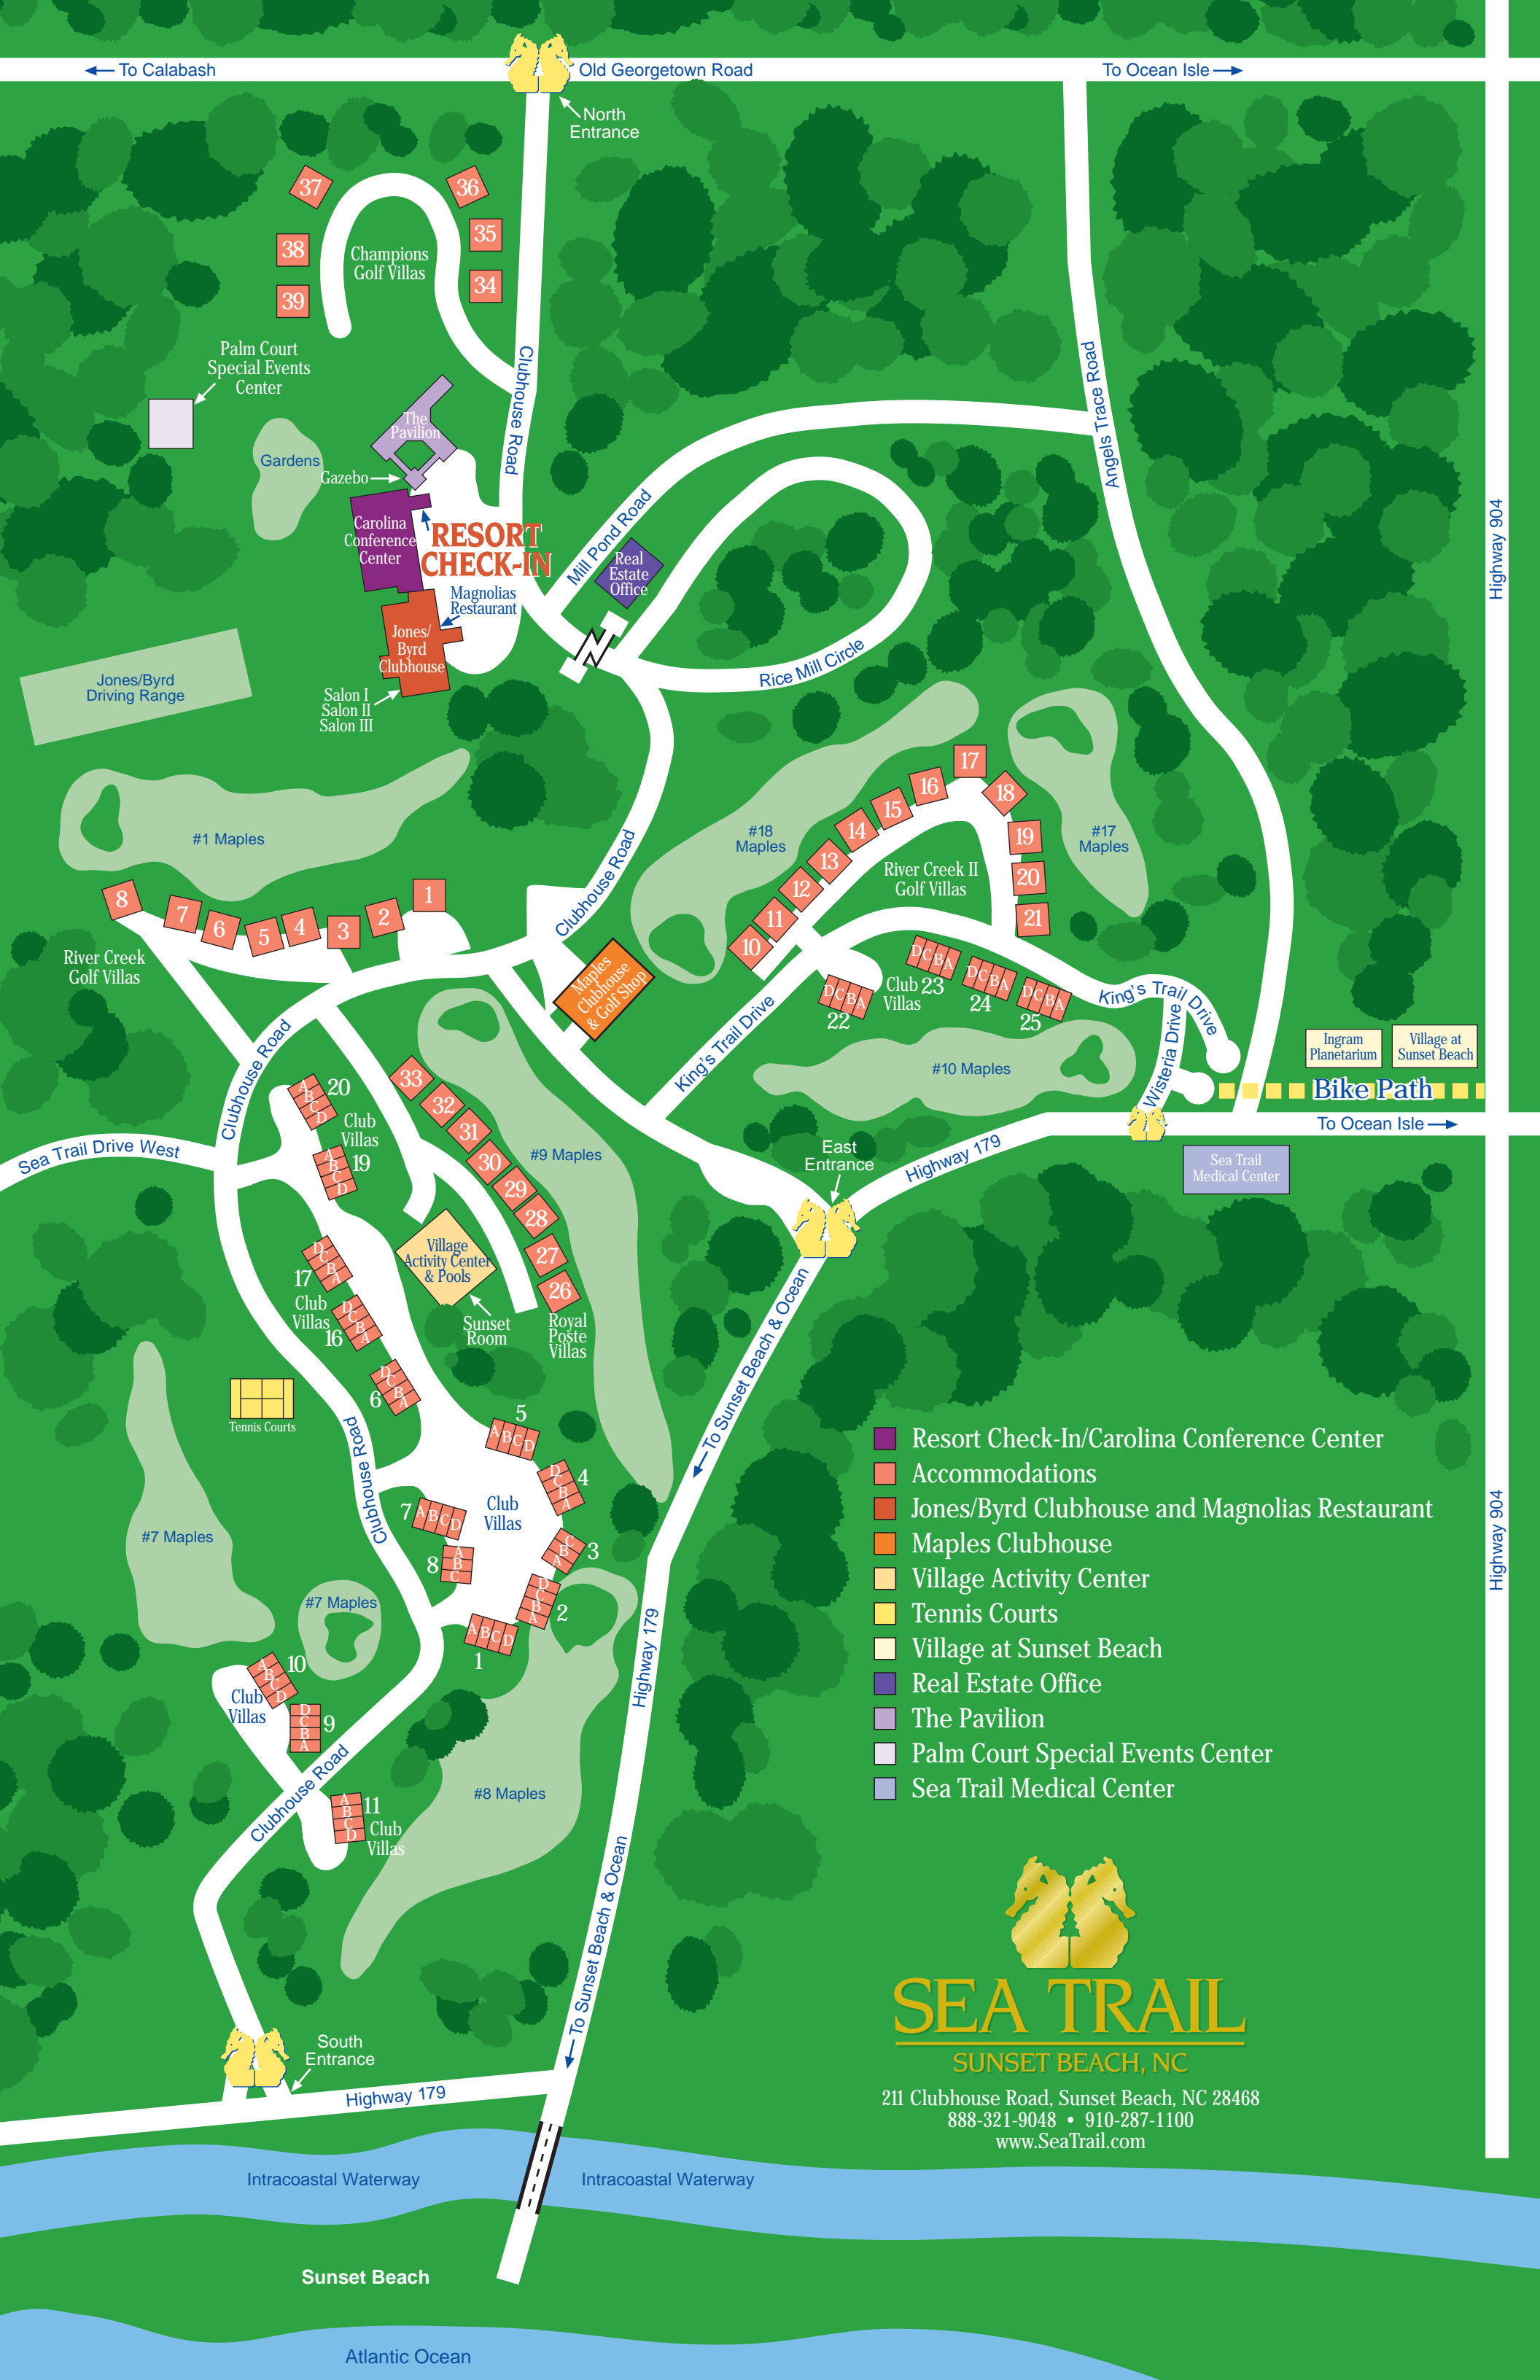 To Calabash
Old Georgetown Road
To Ocean Isle
North
Entrance
37
36
38
35
39
34
Champions
Golf Villas
Clubhouse Road
Angels Trace Road
Highway 904
Palm Court
Special Events
Center
The
Pavilion
Gardens
Gazebo
Carolina
Conference
Center
RESORT
CHECK-IN
Mill Pond Road
Real
Estate
Office
Magnolias
Restaurant
Jones/
Byrd
Clubhouse
Rice Mill Circle
Jones/Byrd
Driving Range
Salon I
Salon II
Salon III
#1 Maples
#18
Maples
#17
Maples
17
16
18
15
14
19
13
20
12
21
11
10
River Creek II
Golf Villas
Clubhouse Road
8
7
6
5
4
3
2
1
River Creek
Golf Villas
Maples
Clubhouse
& Golf Shop
D C B A
22
Club
Villas
D C B A
23
D C B A
24
D C B A
25
King's Trail Drive
King's Trail Drive
Wisteria Drive
#10 Maples
Ingram
Planetarium
Village at
Sunset Beach
Bike Path
To Ocean Isle
Sea Trail
Medical Center
Highway 179
East
Entrance
Clubhouse Road
Sea Trail Drive West
33
32
31
30
29
28
27
26
Royal
Poste
Villas
#9 Maples
A B C D
20
Club
Villas
A B C D
19
Village
Activity Center
& Pools
Sunset
Room
D C B A
17
Club
Villas
D C B A
16
D C B A
6
Tennis Courts
Clubhouse Road
To Sunset Beach & Ocean
5
A B C D
D C B A
4
7
A B C D
Club
Villas
C B A
3
8
A B C
D C B A
2
A B C D
1
#7 Maples
#7 Maples
A B C D
10
Club
Villas
D C B A
9
Clubhouse Road
A B C D
11
Club
Villas
#8 Maples
Highway 179
To Sunset Beach & Ocean
Highway 904
Resort Check-In/Carolina Conference Center
Accommodations
Jones/Byrd Clubhouse and Magnolias Restaurant
Maples Clubhouse
Village Activity Center
Tennis Courts
Village at Sunset Beach
Real Estate Office
The Pavilion
Palm Court Special Events Center
Sea Trail Medical Center
SEA TRAIL
SUNSET BEACH, NC
211 Clubhouse Road, Sunset Beach, NC 28468
888-321-9048 • 910-287-1100
www.SeaTrail.com
South
Entrance
Highway 179
Intracoastal Waterway
Intracoastal Waterway
Sunset Beach
Atlantic Ocean